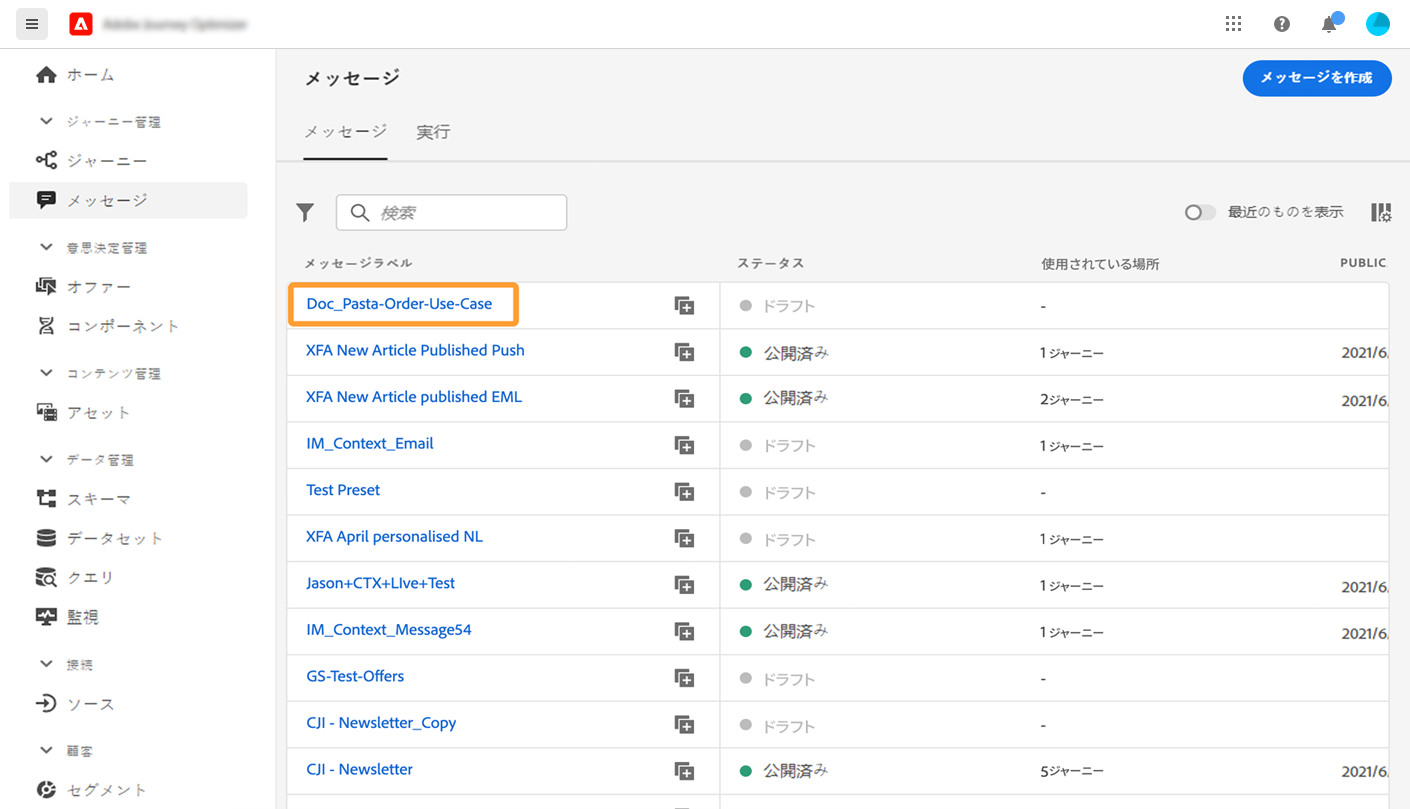 メッセージ
メッセージを作成
ホーム
ジャーニー管理
ジャーニー
メッセージ
意思決定管理
オファー
コンポーネント
コンテンツ管理
アセット
データ管理
スキーマ
データセット
クエリ
監視
接続
ソース
顧客
セグメント
メッセージ 実行
検索
最近のものを表示
メッセージラベル ステータス 使用されている場所 PUBLIC
Doc_Pasta-Order-Use-Case ドラフト -
XFA New Article Published Push 公開済み 1ジャーニー 2021/6
XFA New Article published EML 公開済み 2ジャーニー 2021/6
IM_Context_Email ドラフト 1ジャーニー
Test Preset ドラフト -
XFA April personalised NL ドラフト 1ジャーニー
Jason+CTX+LIve+Test 公開済み 1ジャーニー 2021/6
IM_Context_Message54 公開済み 1ジャーニー 2021/6
GS-Test-Offers ドラフト -
CJI - Newsletter_Copy ドラフト -
CJI - Newsletter 公開済み 5ジャーニー 2021/6